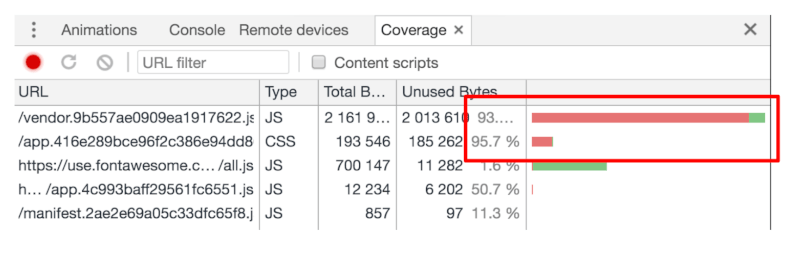 Animations Console Remote devices Coverage × ×
URL filter Content scripts
URL Type Total B... Unused Bytes
/vendor.9b557ae0909ea1917622.js JS 2 161 9... 2 013 610 93....
/app.416e289bce96f2c386e94dd8 CSS 193 546 185 262 95.7 %
https://use.fontawesome.c... /all.js JS 700 147 11 282 1.6 %
h... /app.4c993baff29561fc6551.js JS 12 234 6 202 50.7 %
/manifest.2ae2e69a05c33dfc65f8.j JS 857 97 11.3 %